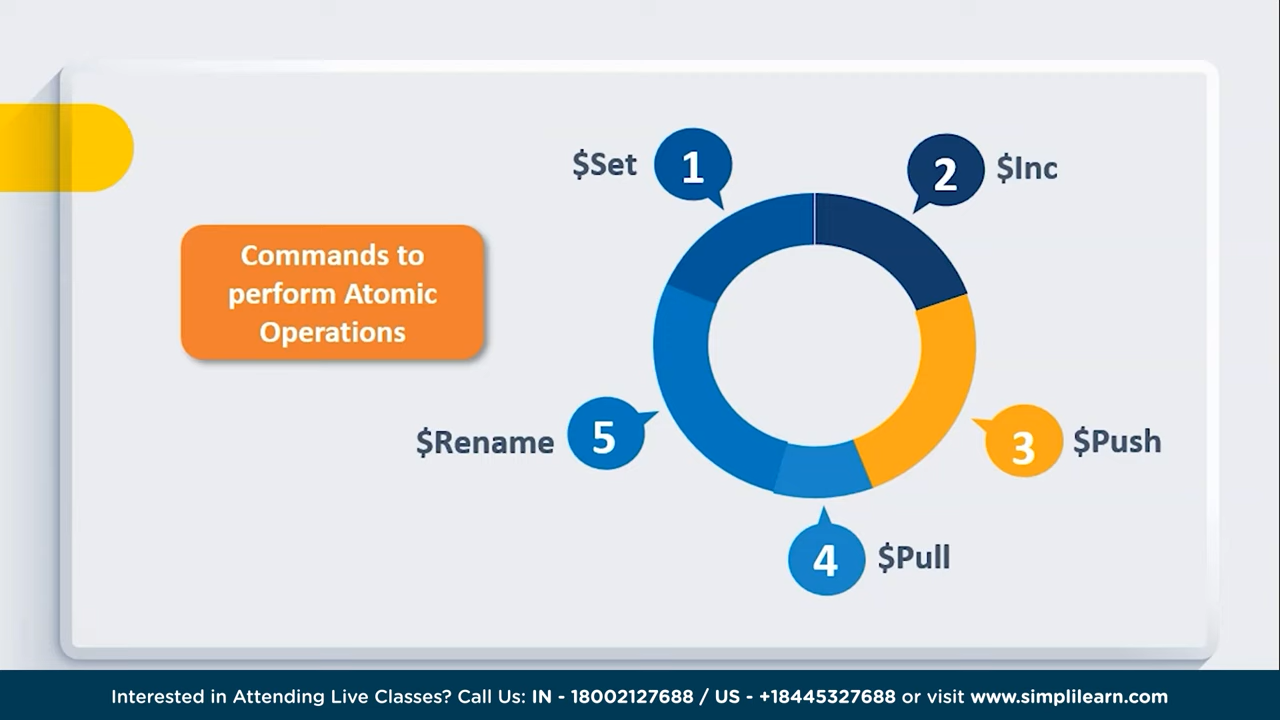 $Set
1
2
$Inc
Commands to
perform Atomic
Operations
$Rename
5
3
$Push
4
$Pull
Interested in Attending Live Classes? Call Us: IN - 18002127688 / US - +18445327688 or visit www.simplilearn.com